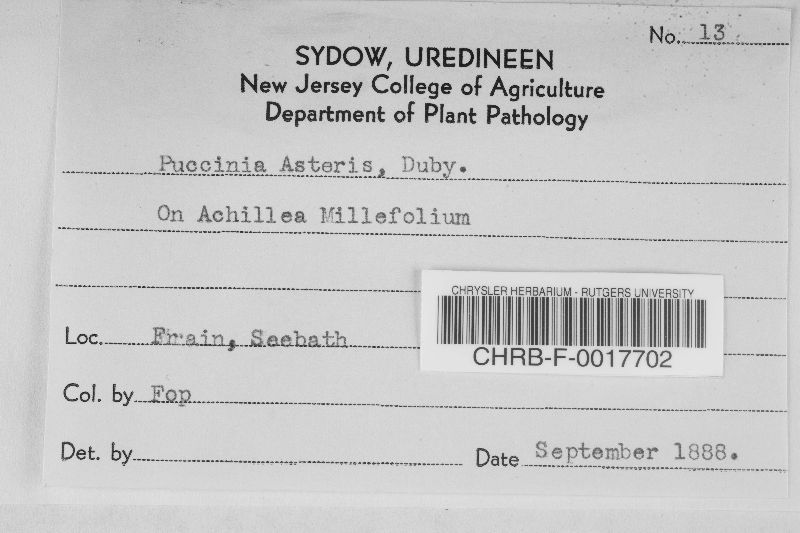 No. 13
SYDOW, UREDINEEN
New Jersey College of Agriculture
Department of Plant Pathology
Puccinia Asteris, Duby.
On Achillea Millefolium
CHRYSLER HERBARIUM - RUTGERS UNIVERSITY
CHRB-F-0017702
Loc. Frain, Seebath
Col. by Fop
Det. by
Date September 1888.